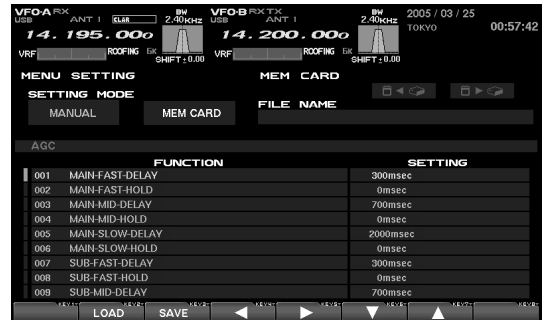 VFO-A RX BW VFO-B RX TX BW 2005 / 03 / 25
USB ANT 1 CLAR 2.40KHz USB ANT 1 2.40KHz TOKYO 00:57:42
14.195.000 14.200.000
VRF ROOFING 6K SHIFT±0.00 VRF ROOFING 6K SHIFT±0.00
MENU SETTING MEM CARD
SETTING MODE
MANUAL MEM CARD FILE NAME
AGC
FUNCTION SETTING
001 MAIN-FAST-DELAY 300msec
002 MAIN-FAST-HOLD 0msec
003 MAIN-MID-DELAY 700msec
004 MAIN-MID-HOLD 0msec
005 MAIN-SLOW-DELAY 2000msec
006 MAIN-SLOW-HOLD 0msec
007 SUB-FAST-DELAY 300msec
008 SUB-FAST-HOLD 0msec
009 SUB-MID-DELAY 700msec
LOAD SAVE